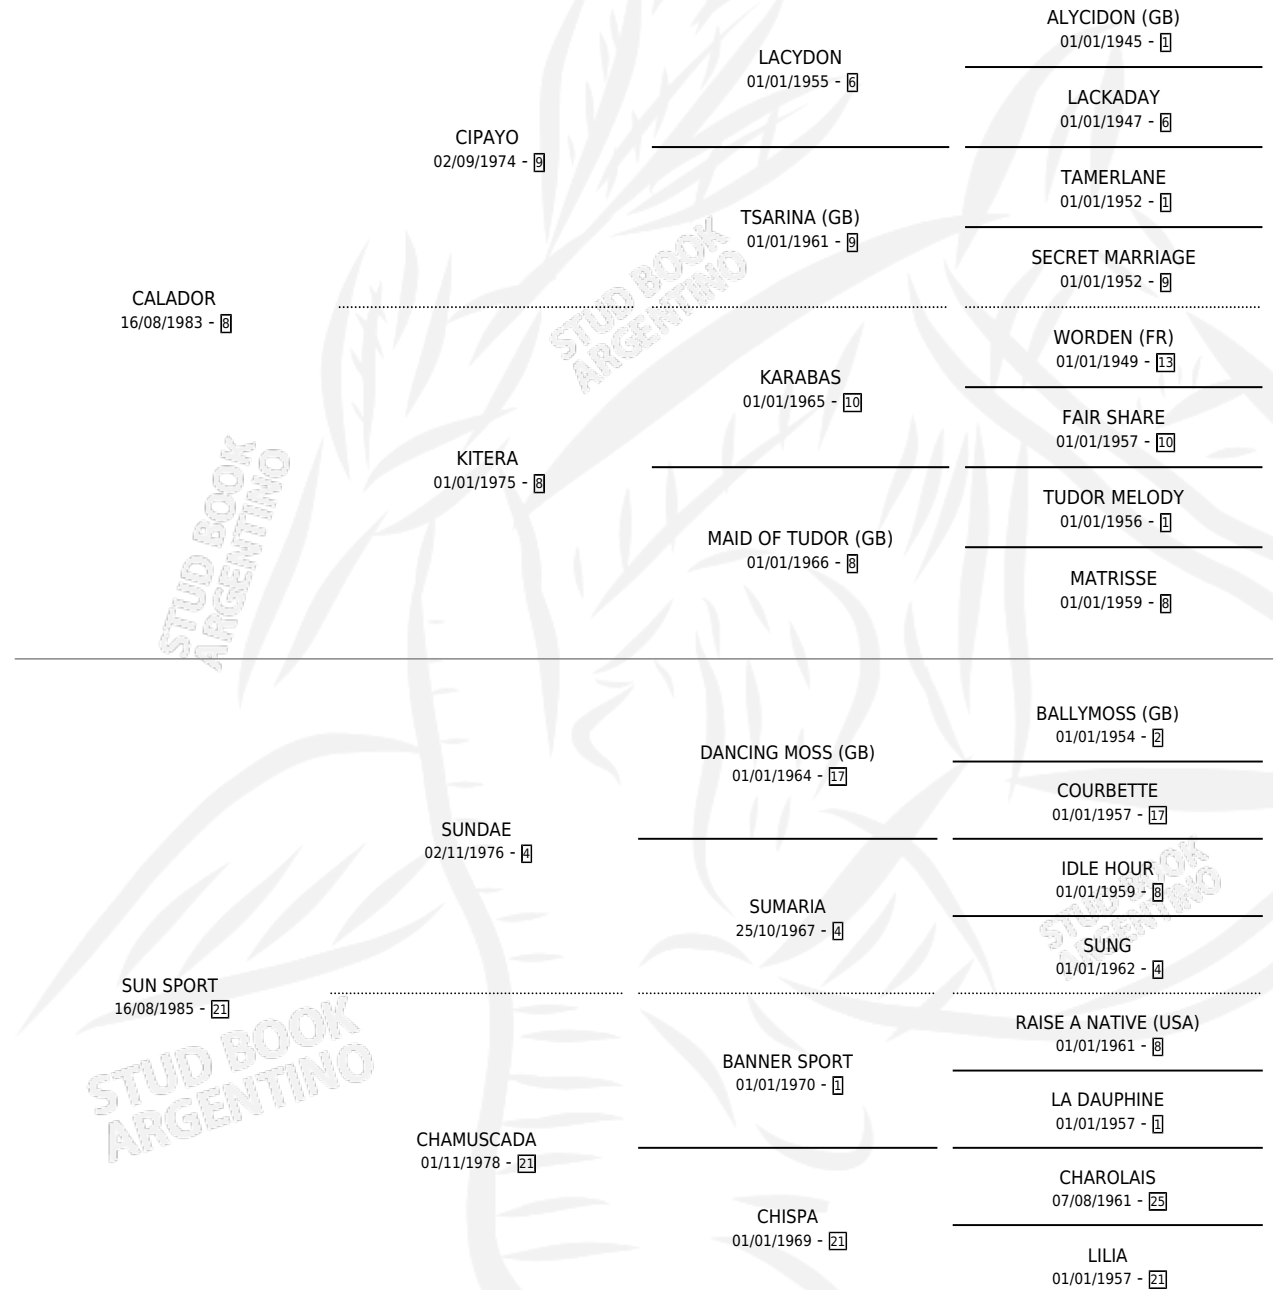 ALYCIDON (GB)
01/01/1945 - 1
LACYDON
01/01/1955 - 6
LACKADAY
01/01/1947 - 6
CIPAYO
02/09/1974 - 9
TAMERLANE
01/01/1952 - 1
TSARINA (GB)
01/01/1961 - 9
SECRET MARRIAGE
01/01/1952 - 9
CALADOR
16/08/1983 - 8
WORDEN (FR)
01/01/1949 - 13
KARABAS
01/01/1965 - 10
FAIR SHARE
01/01/1957 - 10
KITERA
01/01/1975 - 8
TUDOR MELODY
01/01/1956 - 1
MAID OF TUDOR (GB)
01/01/1966 - 8
MATRISSE
01/01/1959 - 8
BALLYMOSS (GB)
01/01/1954 - 2
DANCING MOSS (GB)
01/01/1964 - 17
COURBETTE
01/01/1957 - 17
SUNDAE
02/11/1976 - 4
IDLE HOUR
01/01/1959 - 8
SUMARIA
25/10/1967 - 4
SUNG
01/01/1962 - 4
SUN SPORT
16/08/1985 - 21
RAISE A NATIVE (USA)
01/01/1961 - 8
BANNER SPORT
01/01/1970 - 1
LA DAUPHINE
01/01/1957 - 1
CHAMUSCADA
01/11/1978 - 21
CHAROLAIS
07/08/1961 - 25
CHISPA
01/01/1969 - 21
LILIA
01/01/1957 - 21
STUD BOOK
ARGENTINO
STUD BOOK
ARGENTINO
STUD BOOK
ARGENTINO
STUD BOOK
ARGENTINO